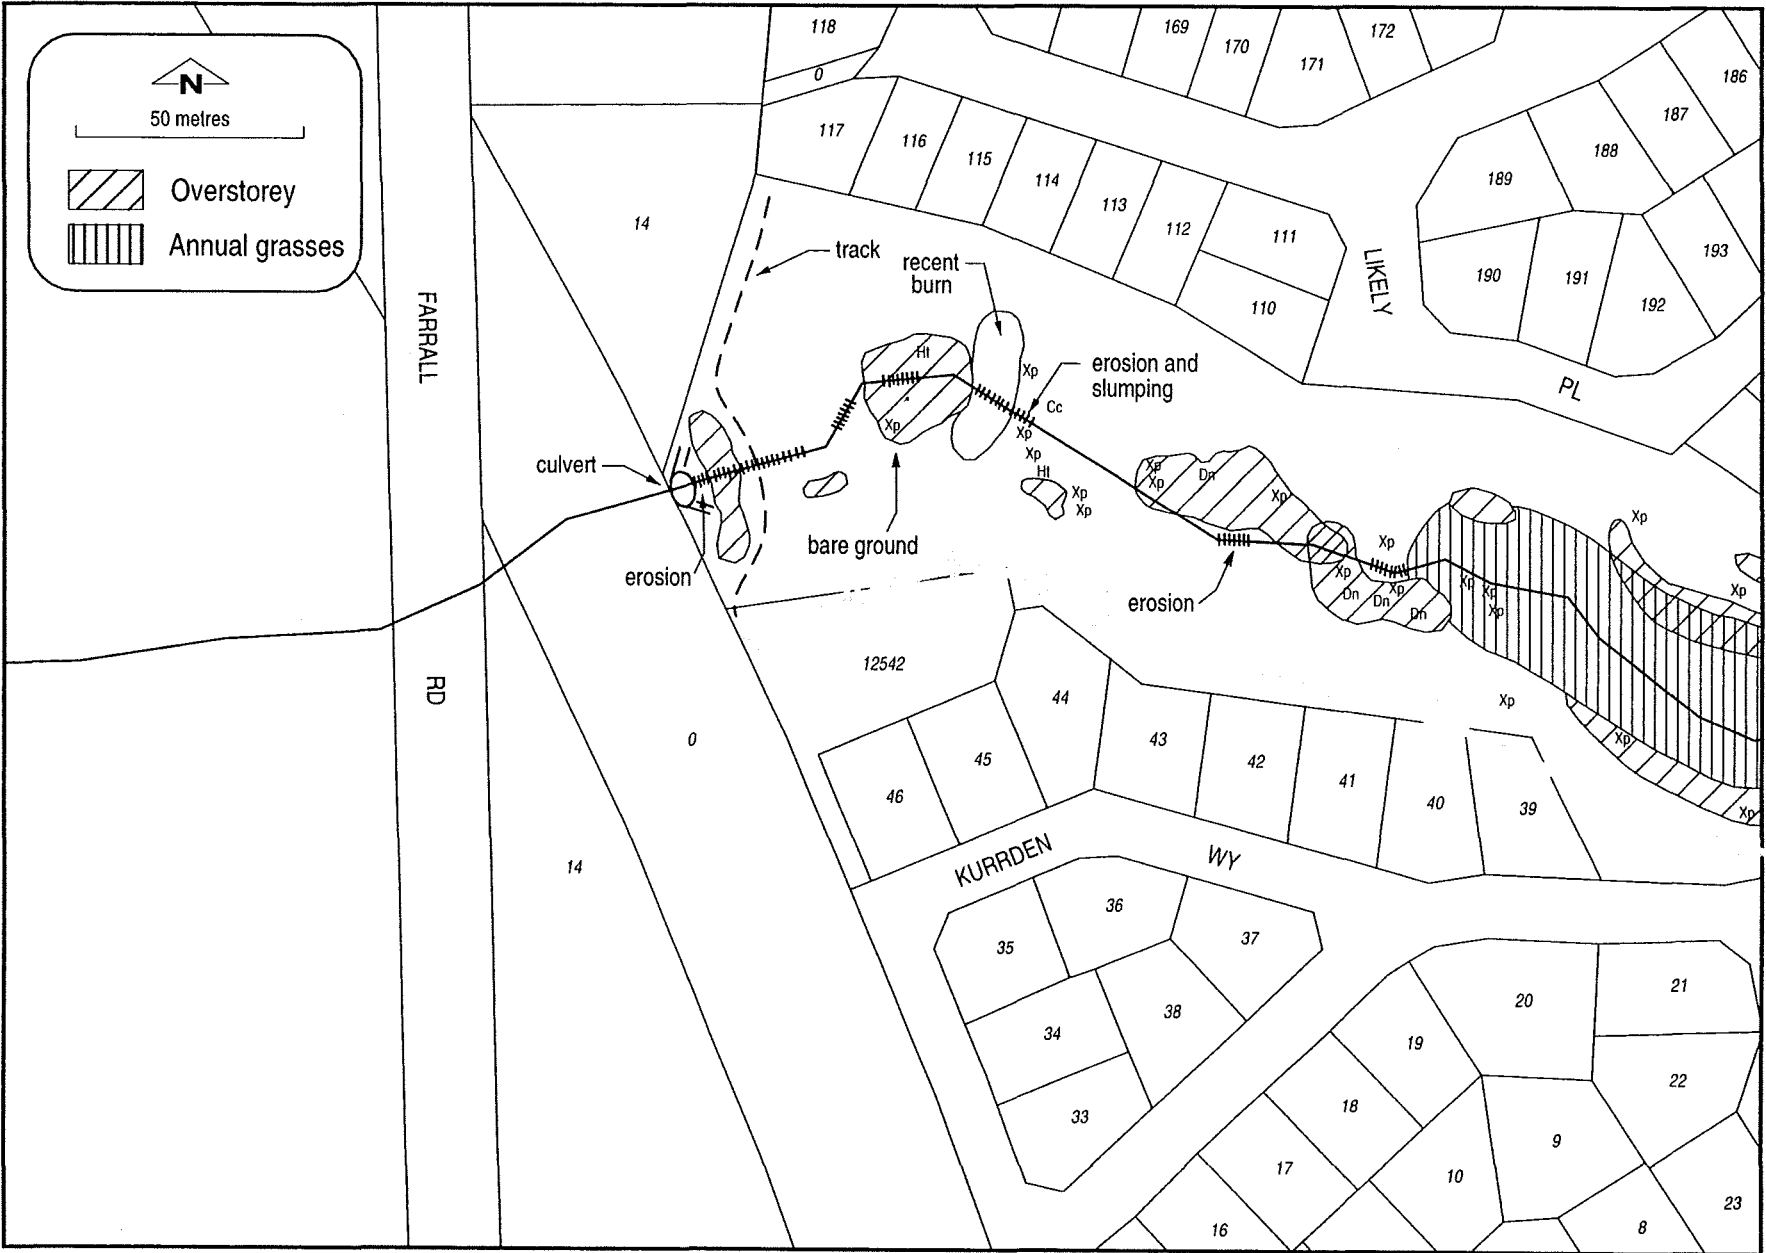 N
50 metres
Overstorey
Annual grasses
118
0
169
170
171
172
186
187
188
189
117
116
115
114
113
112
111
110
14
track
recent
burn
LIKELY
PL
190
191
192
193
FARRALL
RD
Ht
Xp
Xp
Cc
erosion and
slumping
Xp
Xp
Ht
Xp
Xp
culvert
erosion
bare ground
Xp
Xp
Dn
Xp
erosion
Xp
Xp
Dn
Dn
Xp
Dn
Xp
Xp
Xp
Xp
Xp
Xp
Xp
Xp
12542
0
14
46
45
44
43
42
41
40
39
KURRDEN
WY
35
36
37
34
38
33
20
21
19
22
18
9
17
10
16
8
23